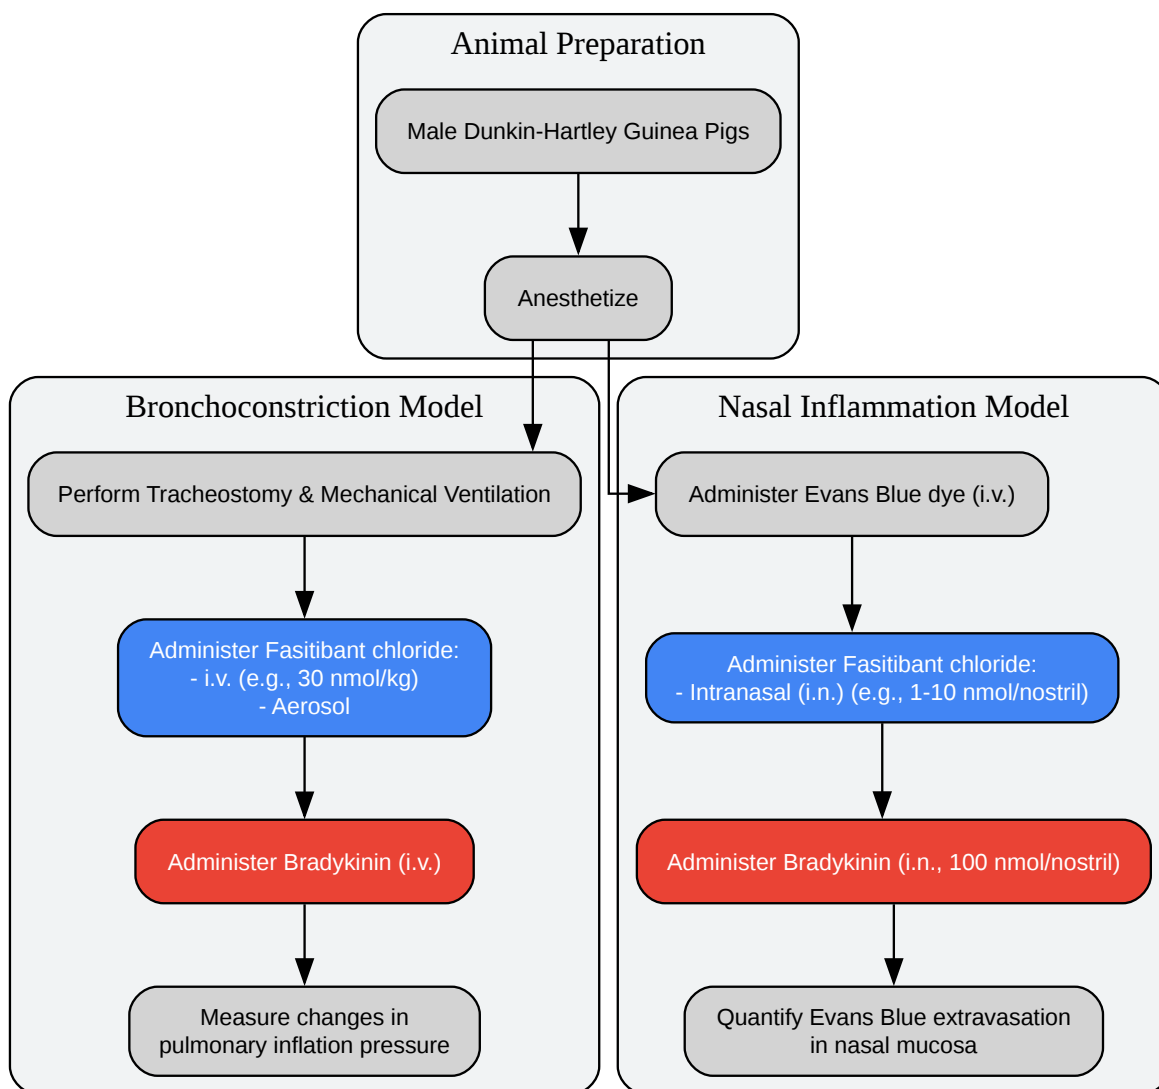 Animal Preparation
Male Dunkin-Hartley Guinea Pigs
Anesthetize
Bronchoconstriction Model
Perform Tracheostomy & Mechanical Ventilation
Administer Fasitibant chloride:
- i.v. (e.g., 30 nmol/kg)
- Aerosol
Administer Bradykinin (i.v.)
Measure changes in
pulmonary inflation pressure
Nasal Inflammation Model
Administer Evans Blue dye (i.v.)
Administer Fasitibant chloride:
- Intranasal (i.n.) (e.g., 1-10 nmol/nostril)
Administer Bradykinin (i.n., 100 nmol/nostril)
Quantify Evans Blue extravasation
in nasal mucosa